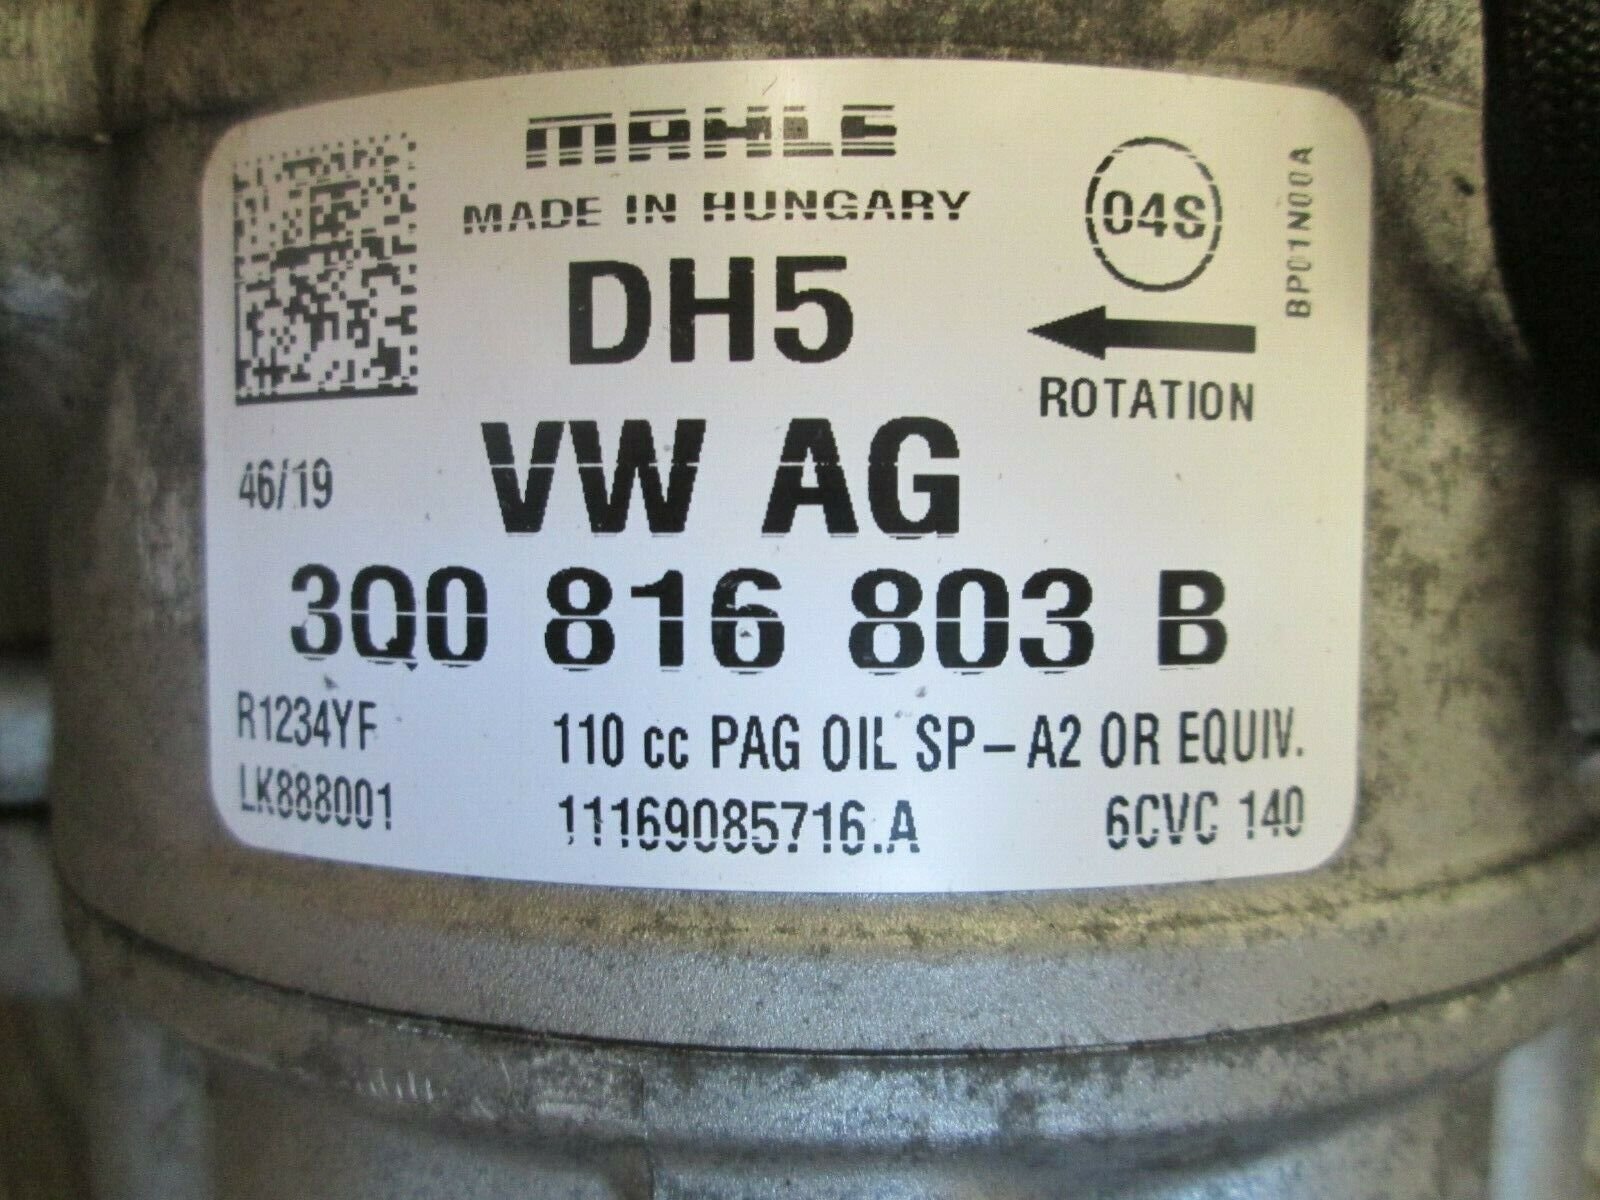 MAHLE
MADE IN HUNGARY
04S
BP01N00A
DH5
ROTATION
46/19
VW AG
3Q0 816 803 B
R1234YF
110 cc PAG OIL SP-A2 OR EQUIV.
LK888001
11169085716.A
6CVC 140